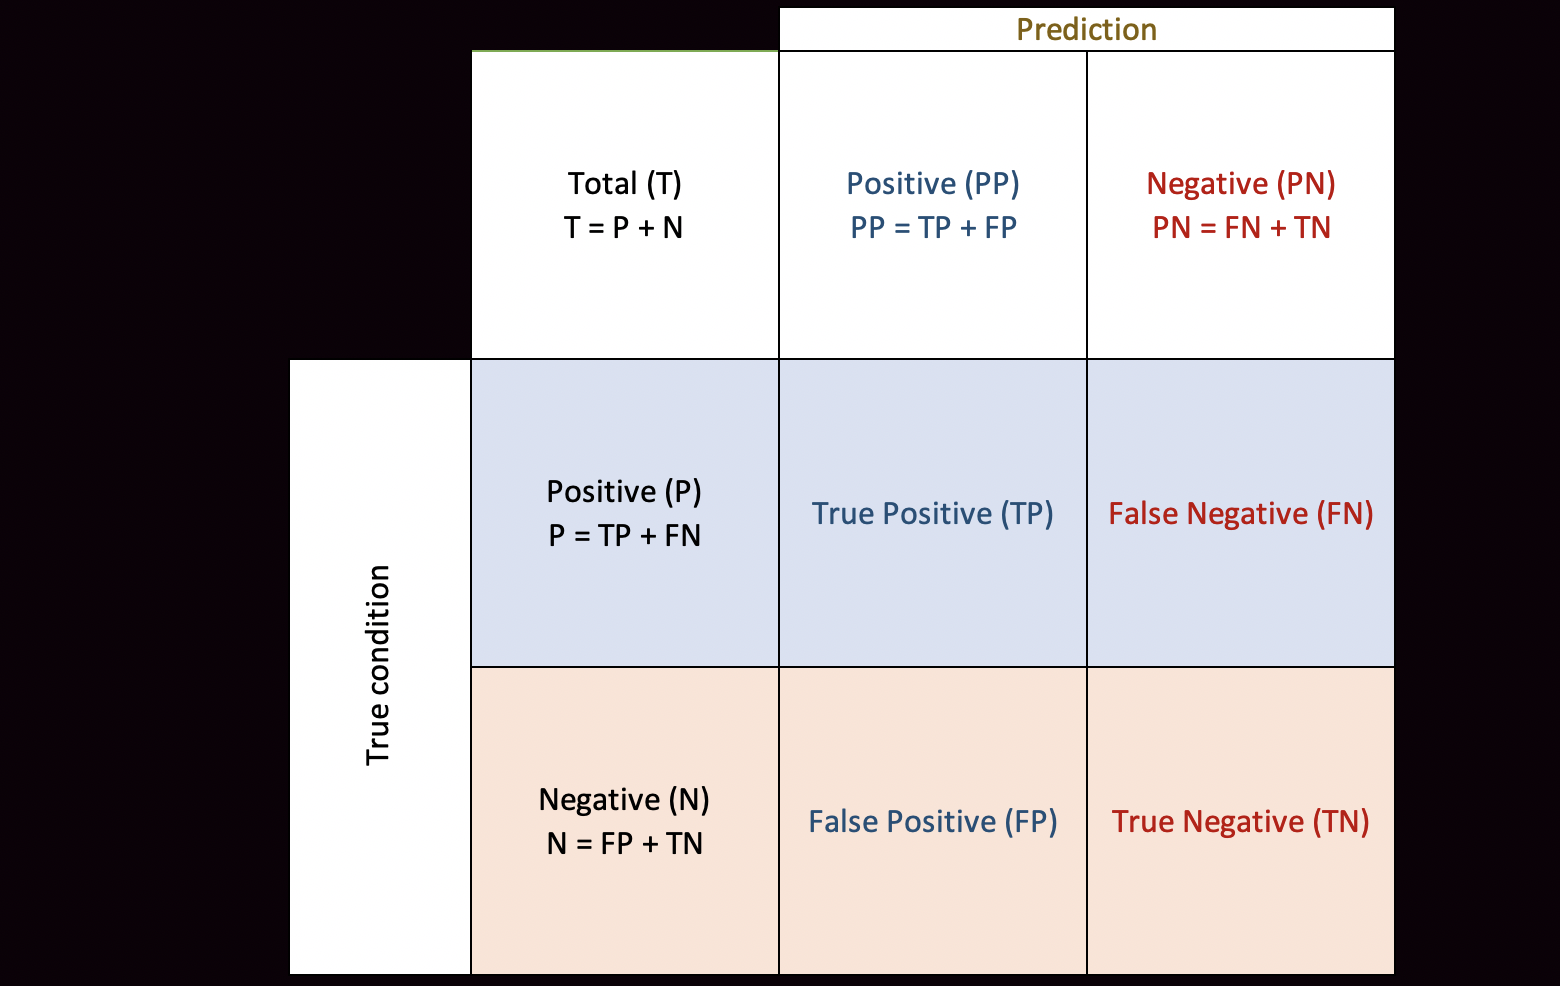 Prediction
Total (T)
T = P + N
Positive (PP)
PP = TP + FP
Negative (PN)
PN = FN + TN
True condition
Positive (P)
P = TP + FN
True Positive (TP)
False Negative (FN)
Negative (N)
N = FP + TN
False Positive (FP)
True Negative (TN)